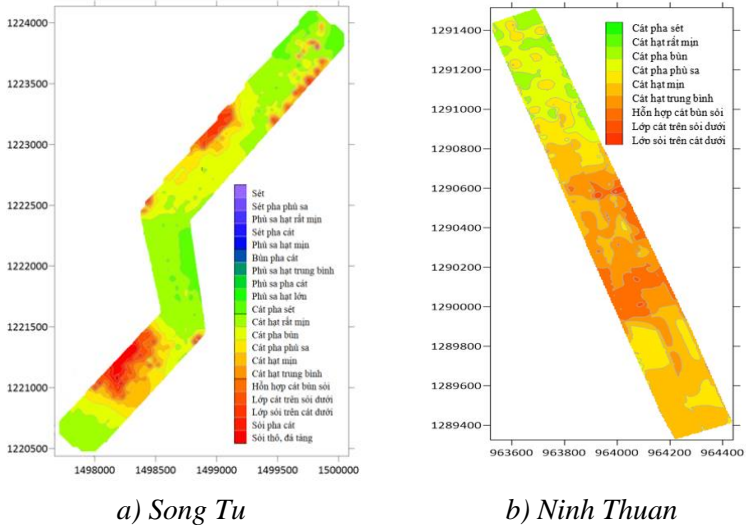 1224000
1223500
1223000
1222500
1222000
1221500
1221000
1220500
1498000 1498500 1499000 1499500 1500000
Sét
Sét pha phù sa
Phù sa hạt rất mịn
Sét pha cát
Phù sa hạt mịn
Bùn pha cát
Phù sa hạt trung bình
Phù sa pha cát
Phù sa hạt lớn
Cát pha sét
Cát hạt rất mịn
Cát pha bùn
Cát pha phù sa
Cát hạt mịn
Cát hạt trung bình
Hỗn hợp cát bùn sỏi
Lớp cát trên sỏi dưới
Lớp sỏi trên cát dưới
Sỏi pha cát
Sỏi thô, đá tảng
a) Song Tu
1291400
1291200
1291000
1290800
1290600
1290400
1290200
1290000
1289800
1289600
1289400
963600 963800 964000 964200 964400
Cát pha sét
Cát hạt rất mịn
Cát pha bùn
Cát pha phù sa
Cát hạt mịn
Cát hạt trung bình
Hỗn hợp cát bùn sỏi
Lớp cát trên sỏi dưới
Lớp sỏi trên cát dưới
b) Ninh Thuan